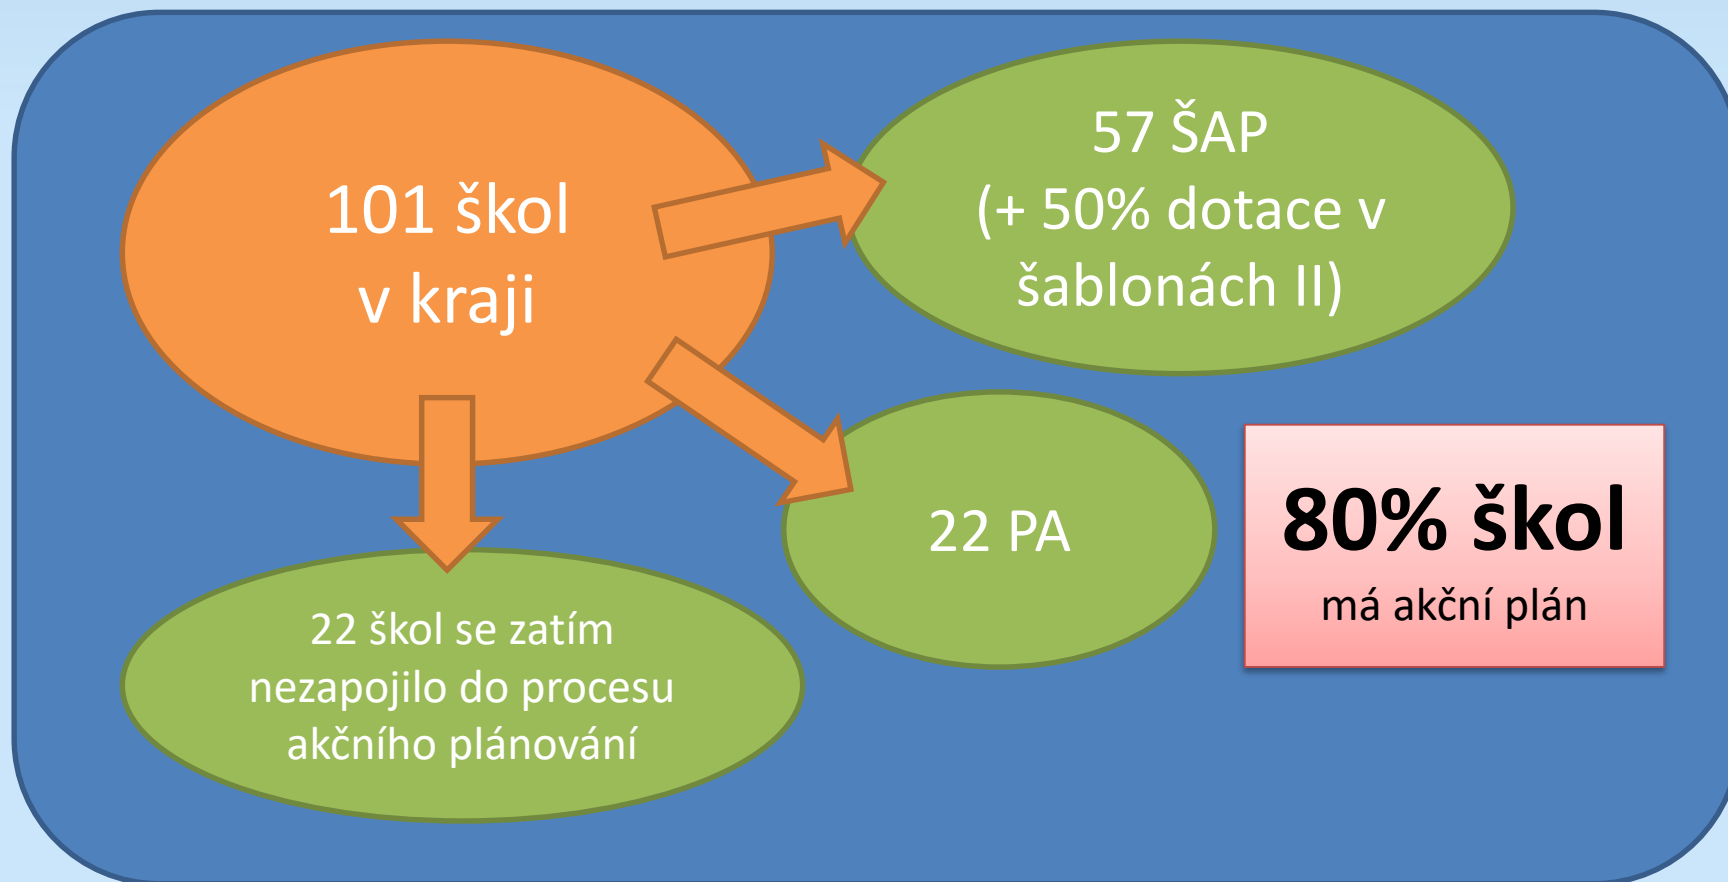 101 škol
v kraji
57 ŠAP
(+ 50% dotace v
šablonách II)
22 PA
80% škol
má akční plán
22 škol se zatím
nezapojilo do procesu
akčního plánování